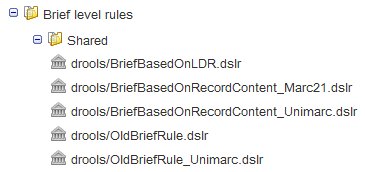 Brief level rules
Shared
drools/BriefBasedOnLDR.dslr
drools/BriefBasedOnRecordContent_Marc21.dslr
drools/BriefBasedOnRecordContent_Unimarc.dslr
drools/OldBriefRule.dslr
drools/OldBriefRule_Unimarc.dslr